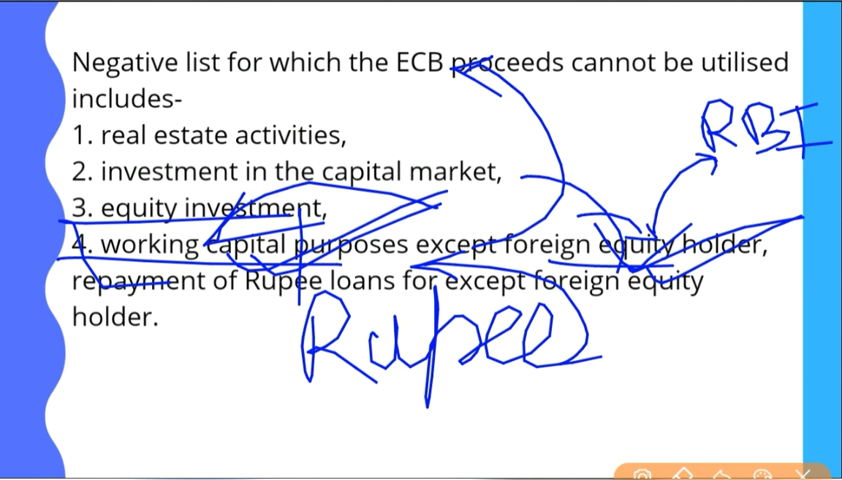 Negative list for which the ECB proceeds cannot be utilised
includes-
1. real estate activities,
2. investment in the capital market,
3. equity investment,
4. working capital purposes except foreign equity holder,
repayment of Rupee loans for except foreign equity
holder.
RBI
Rupees